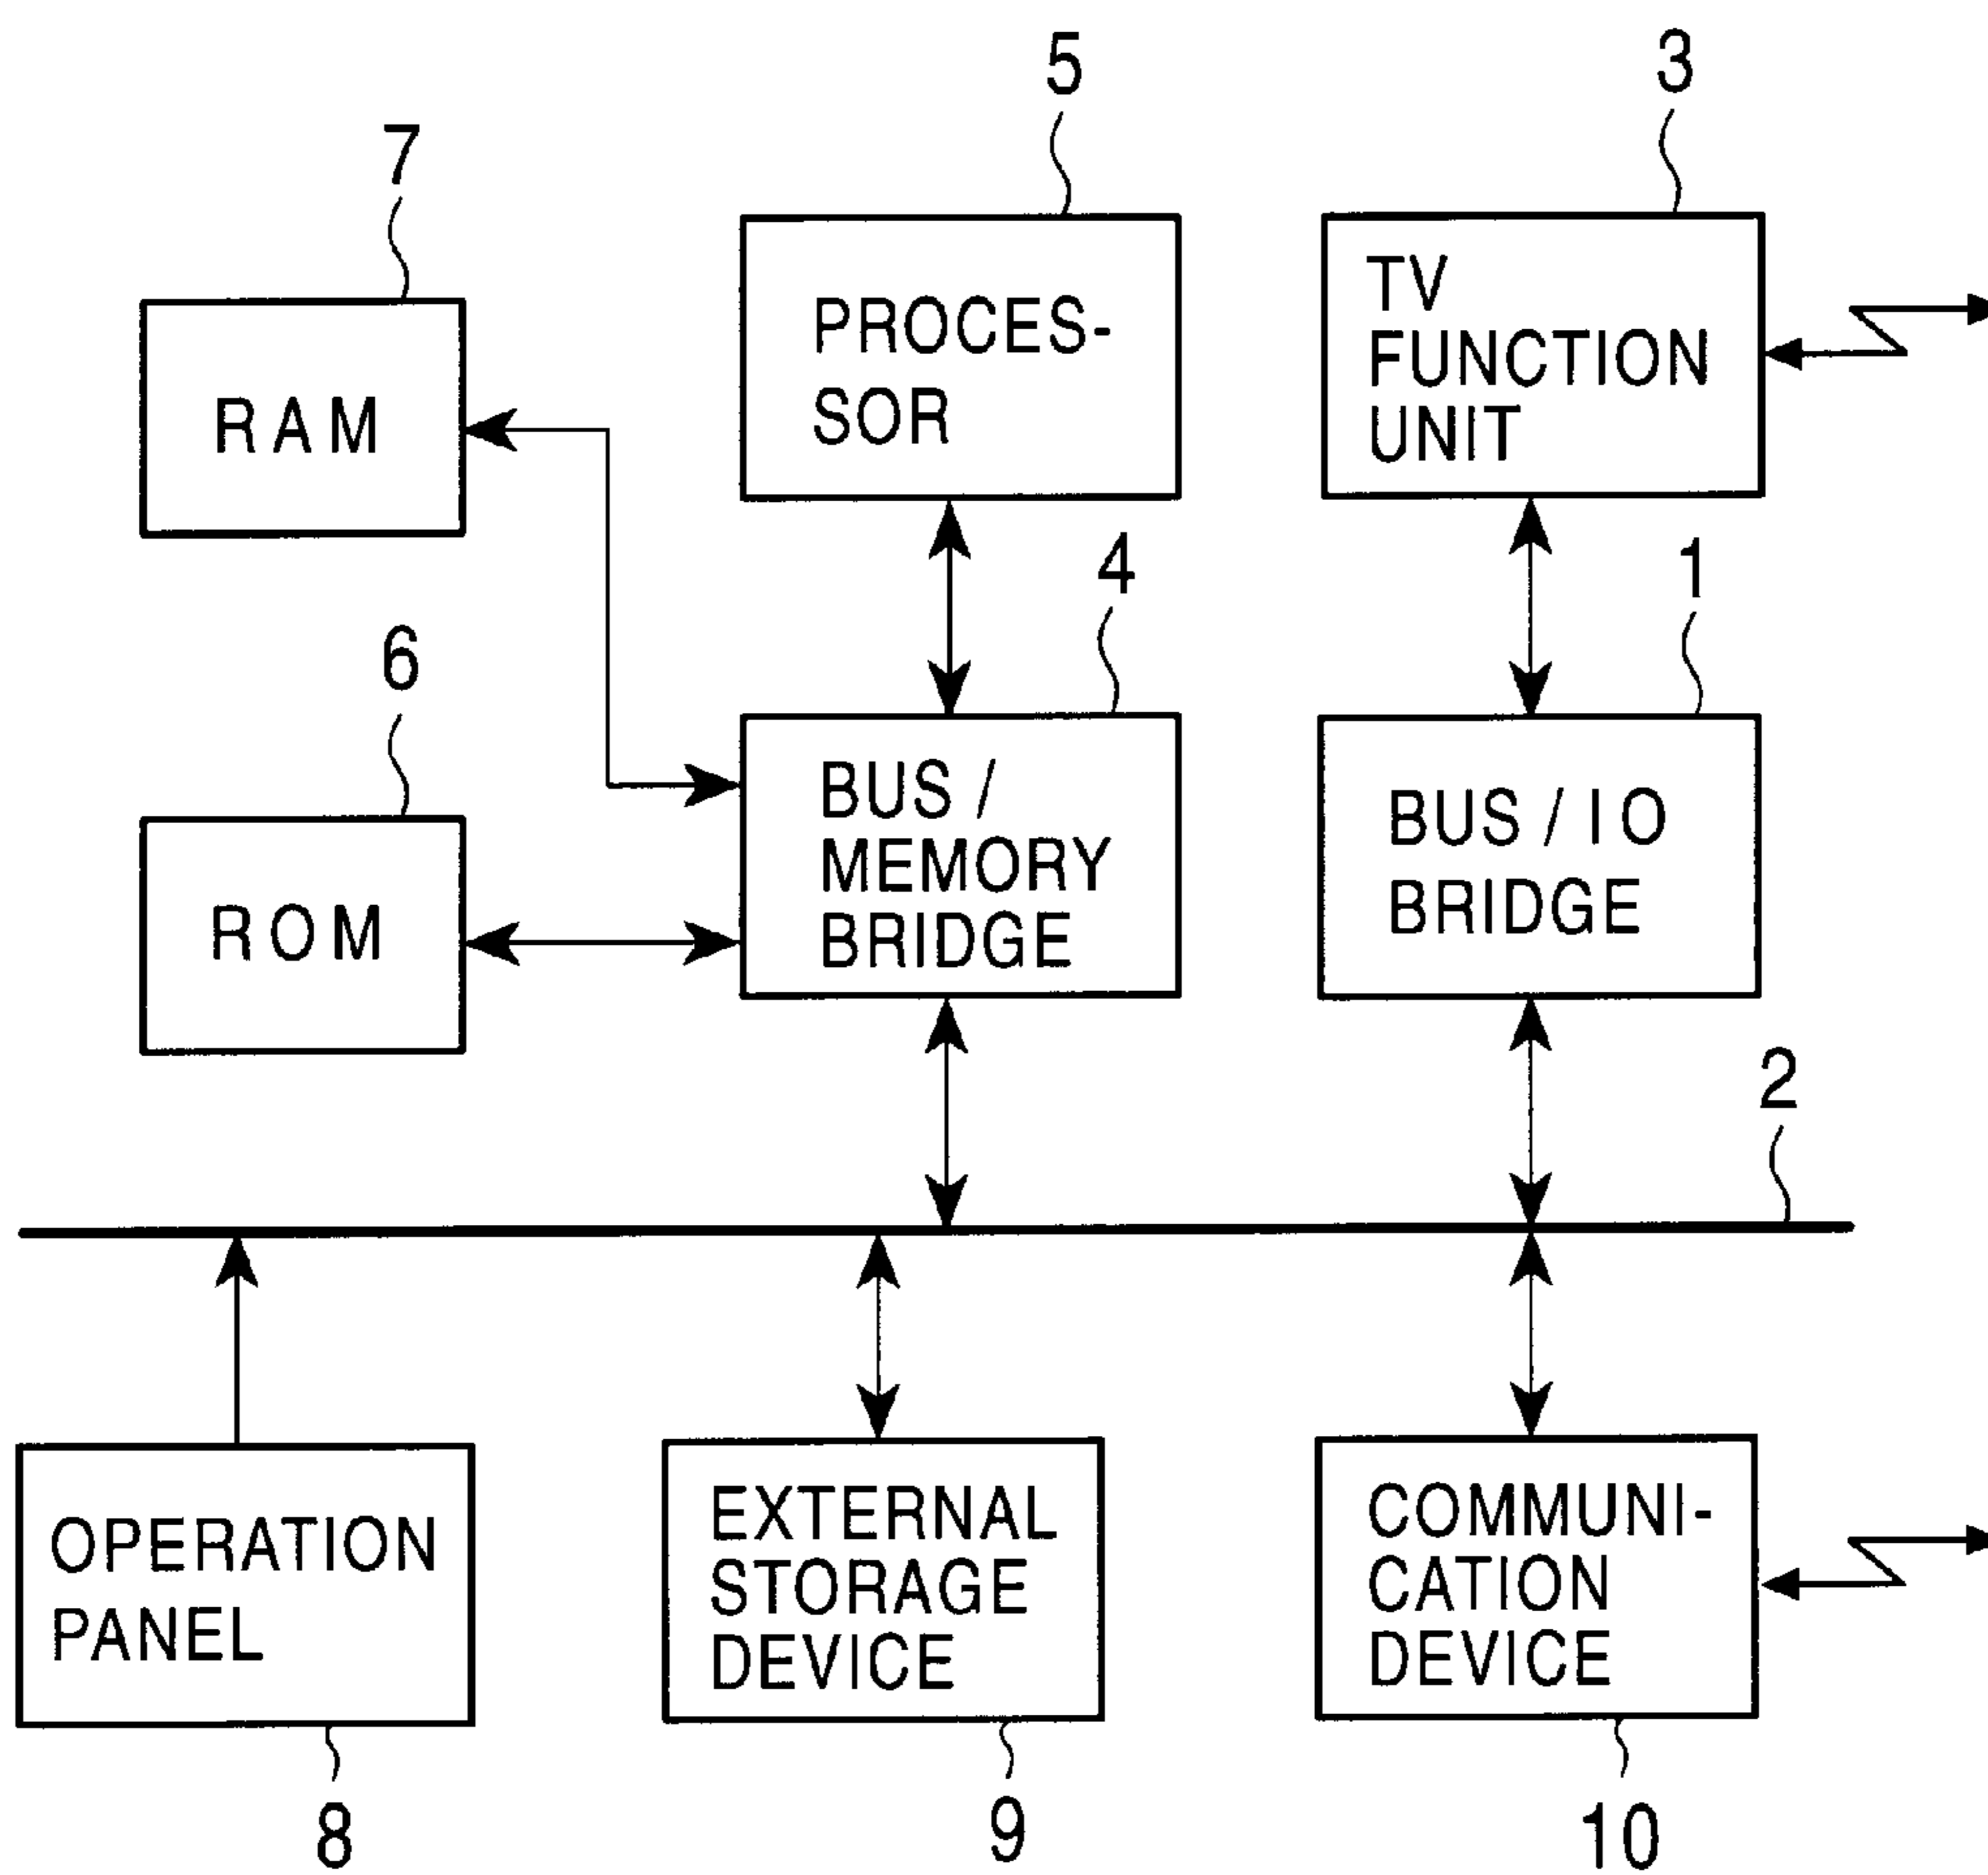 5
3
7
PROCES-
SOR
TV
FUNCTION
UNIT
RAM
4
1
6
BUS /
MEMORY
BRIDGE
BUS / IO
BRIDGE
ROM
2
OPERATION
PANEL
EXTERNAL
STORAGE
DEVICE
COMMUNI-
CATION
DEVICE
8
9
10